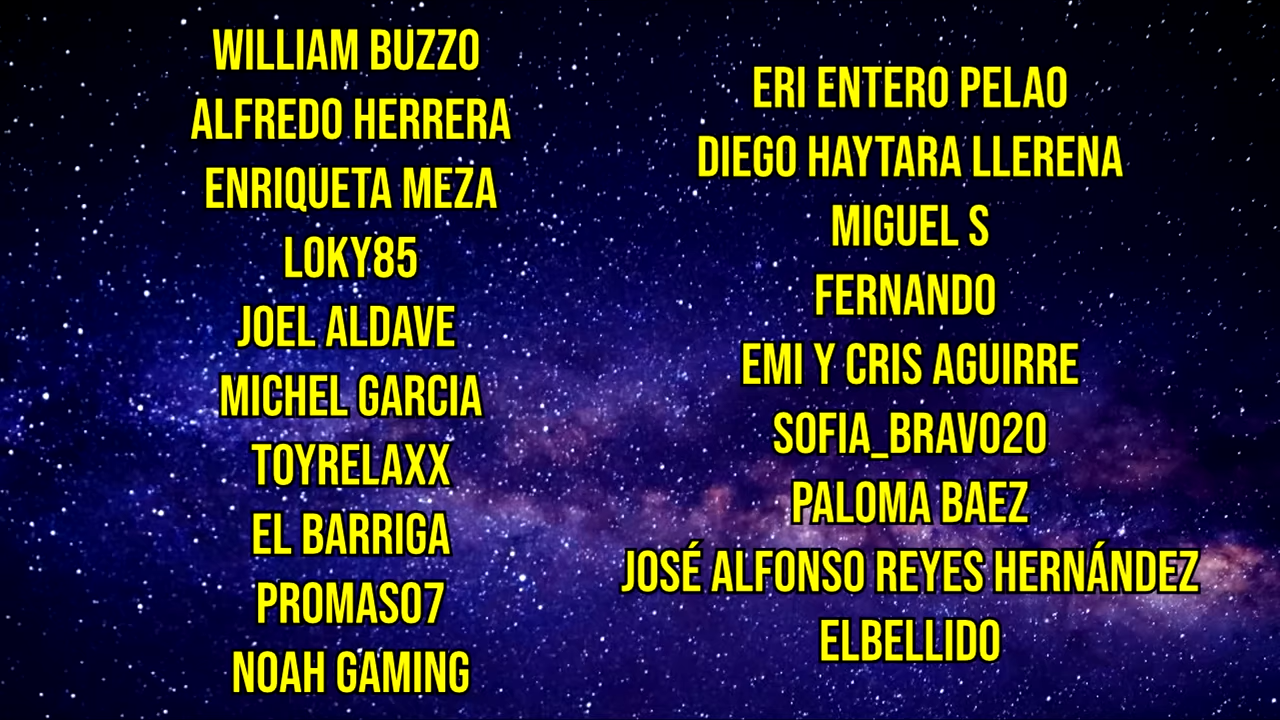 WILLIAM BUZZO
ALFREDO HERRERA
ENRIQUETA MEZA
LOKY85
JOEL ALDAVE
MICHEL GARCIA
TOYRELAXX
EL BARRIGA
PROMAS07
NOAH GAMING
ERI ENTERO PELAO
DIEGO HAYTARA LLERENA
MIGUEL S
FERNANDO
EMI Y CRIS AGUIRRE
SOFIA_BRAVO20
PALOMA BAEZ
JOSÉ ALFONSO REYES HERNÁNDEZ
ELBELLIDO